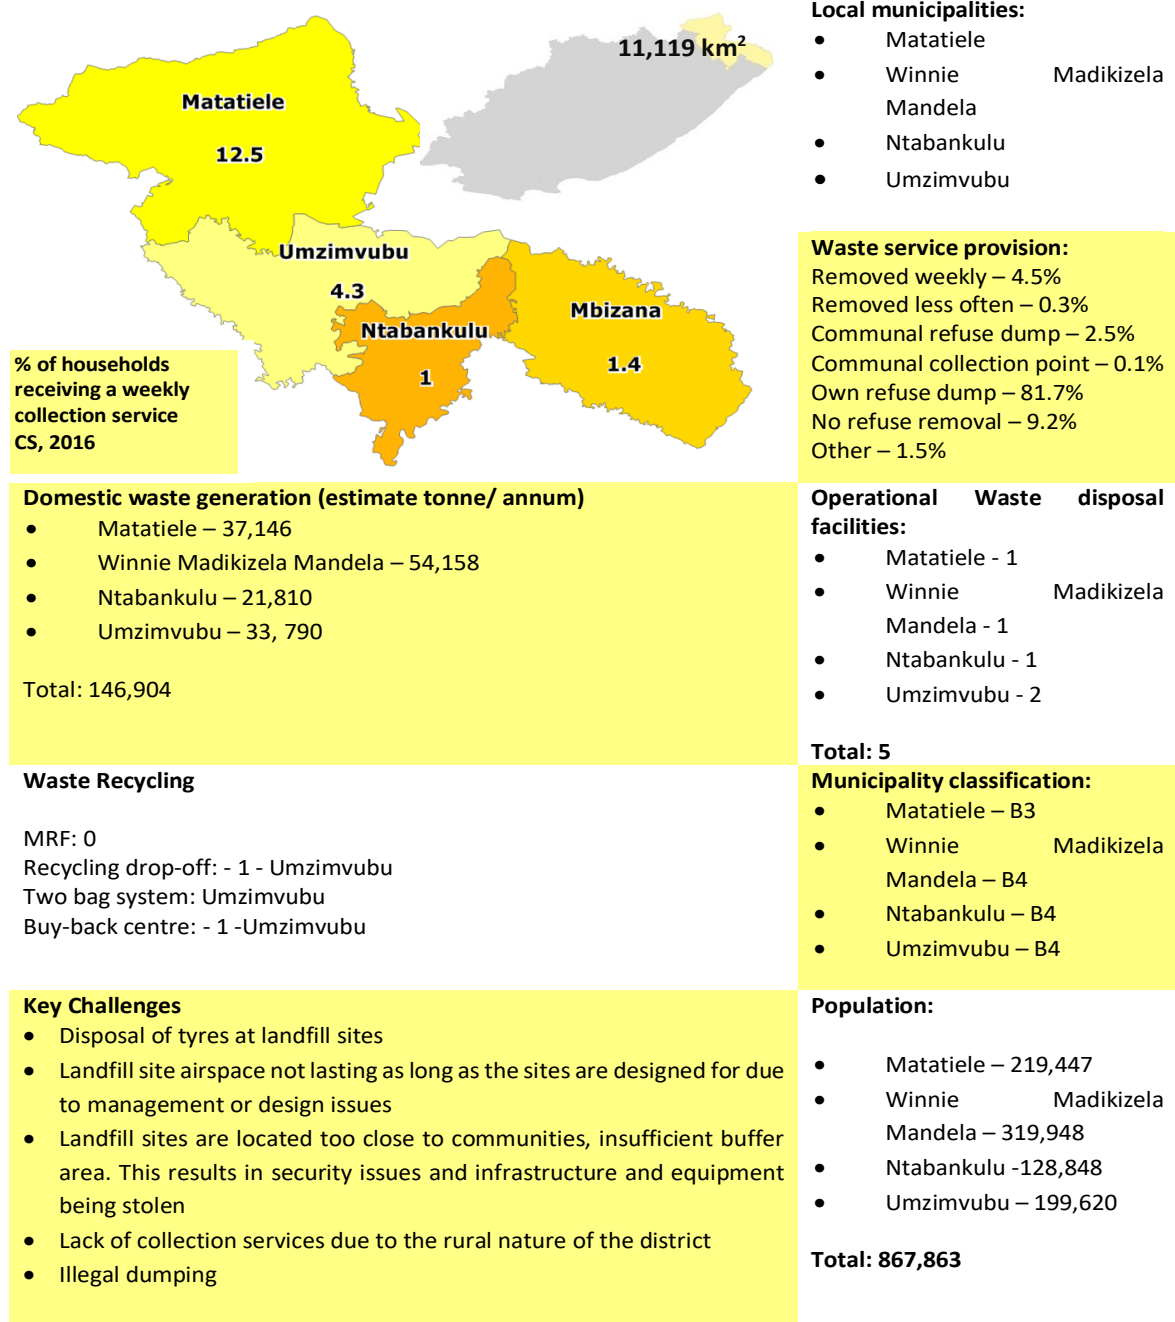 11,119 km²
Matatiele
12.5
Umzimvubu
4.3
Ntabankulu
1
Mbizana
1.4
% of households
receiving a weekly
collection service
CS, 2016
Local municipalities:
• Matatiele
• Winnie Madikizela
Mandela
• Ntabankulu
• Umzimvubu
Waste service provision:
Removed weekly – 4.5%
Removed less often – 0.3%
Communal refuse dump – 2.5%
Communal collection point – 0.1%
Own refuse dump – 81.7%
No refuse removal – 9.2%
Other – 1.5%
Domestic waste generation (estimate tonne/ annum)
• Matatiele – 37,146
• Winnie Madikizela Mandela – 54,158
• Ntabankulu – 21,810
• Umzimvubu – 33, 790
Total: 146,904
Operational Waste disposal
facilities:
• Matatiele - 1
• Winnie Madikizela
Mandela - 1
• Ntabankulu - 1
• Umzimvubu - 2
Total: 5
Waste Recycling
MRF: 0
Recycling drop-off: - 1 - Umzimvubu
Two bag system: Umzimvubu
Buy-back centre: - 1 -Umzimvubu
Municipality classification:
• Matatiele – B3
• Winnie Madikizela
Mandela – B4
• Ntabankulu – B4
• Umzimvubu – B4
Key Challenges
• Disposal of tyres at landfill sites
• Landfill site airspace not lasting as long as the sites are designed for due
to management or design issues
• Landfill sites are located too close to communities, insufficient buffer
area. This results in security issues and infrastructure and equipment
being stolen
• Lack of collection services due to the rural nature of the district
• Illegal dumping
Population:
• Matatiele – 219,447
• Winnie Madikizela
Mandela – 319,948
• Ntabankulu -128,848
• Umzimvubu – 199,620
Total: 867,863